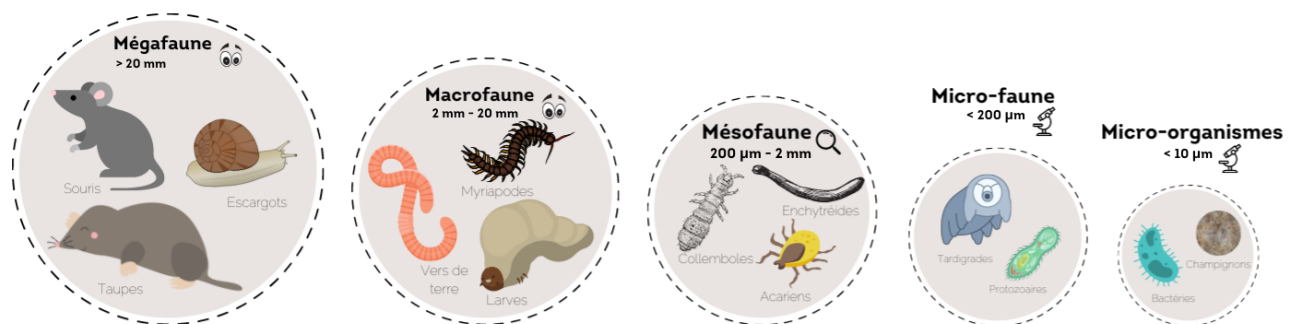 Mégafaune
> 20 mm
Souris
Escargots
Taupes
Macrofaune
2 mm - 20 mm
Myriapodes
Vers de
terre
Larves
Mésofaune
200 µm - 2 mm
Enchytréides
Collemboles
Acariens
Micro-faune
< 200 µm
Tardigrades
Protozoaires
Micro-organismes
< 10 µm
Champignons
Bactéries